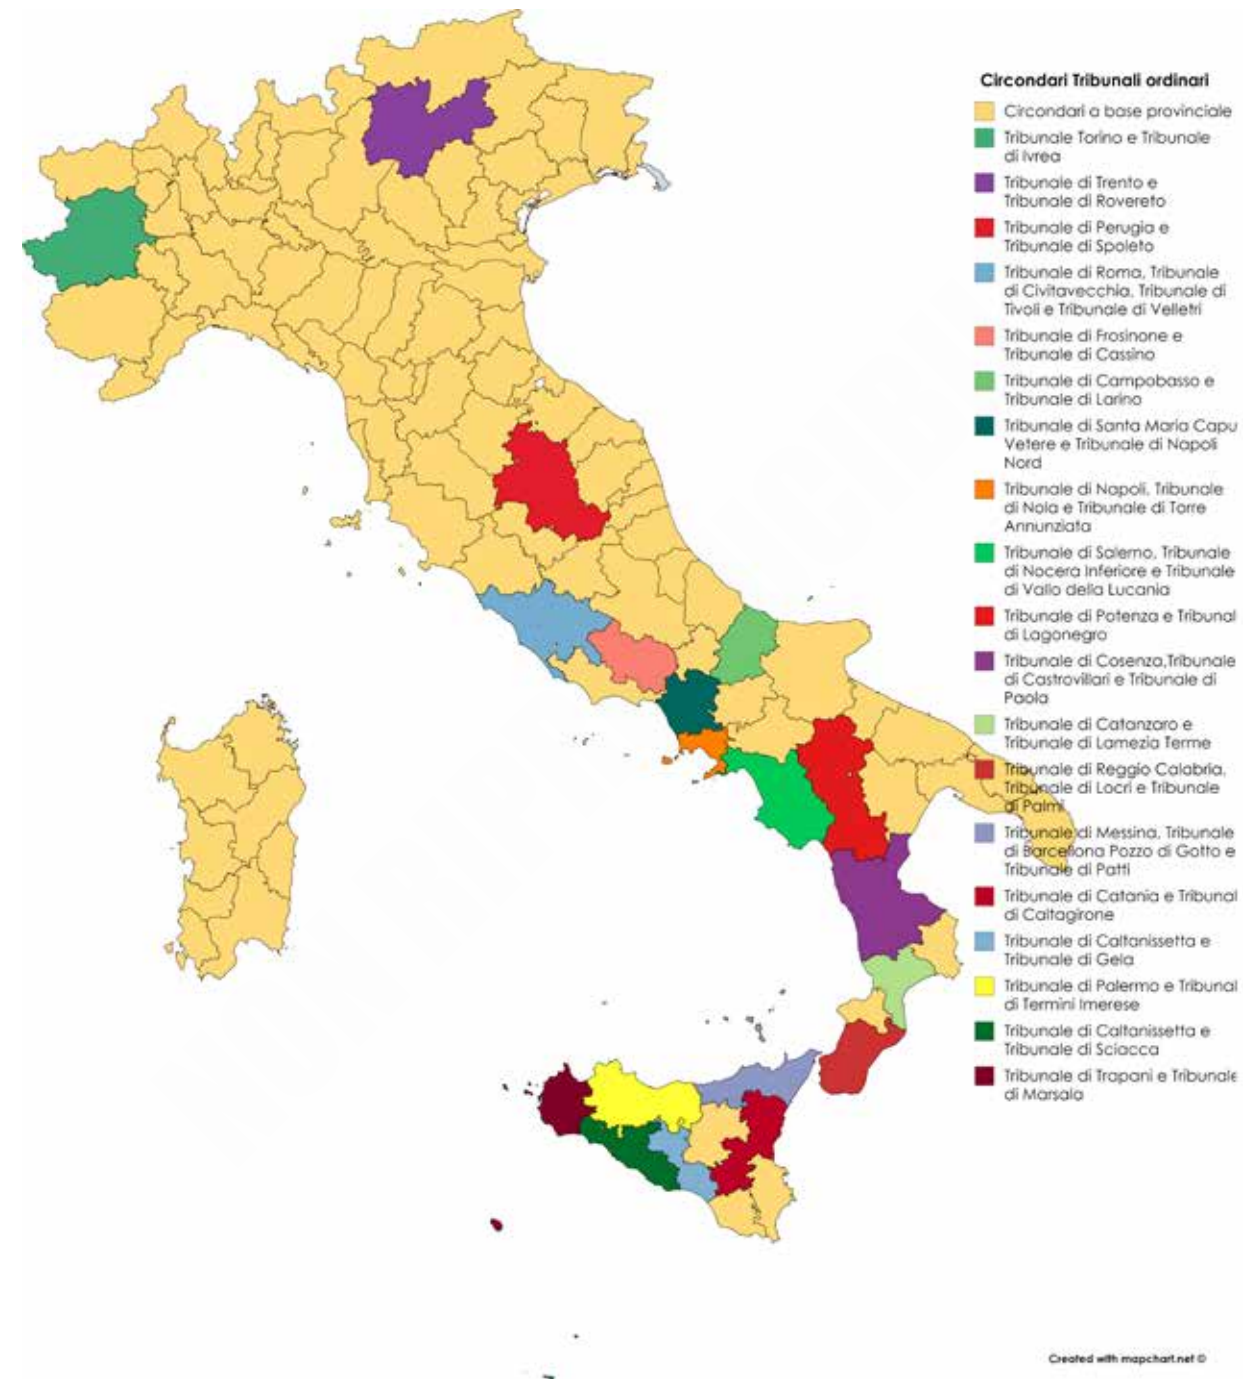 Circondari Tribunali ordinari
Circondari a base provinciale
Tribunale Torino e Tribunale
di Ivrea
Tribunale di Trento e
Tribunale di Rovereto
Tribunale di Perugia e
Tribunale di Spoleto
Tribunale di Roma, Tribunale
di Civitavecchia, Tribunale di
Tivoli e Tribunale di Velletri
Tribunale di Frosinone e
Tribunale di Cassino
Tribunale di Campobasso e
Tribunale di Larino
Tribunale di Santa Maria Capu
Vetere e Tribunale di Napoli
Nord
Tribunale di Napoli, Tribunale
di Nola e Tribunale di Torre
Annunziata
Tribunale di Salerno, Tribunale
di Nocera Inferiore e Tribunale
di Vallo della Lucania
Tribunale di Potenza e Tribunal
di Lagonegro
Tribunale di Cosenza,Tribunale
di Castrovillari e Tribunale di
Paola
Tribunale di Catanzaro e
Tribunale di Lamezia Terme
Tribunale di Reggio Calabria,
Tribunale di Locri e Tribunale
di Palmi
Tribunale di Messina, Tribunale
di Barcellona Pozzo di Gotto e
Tribunale di Patti
Tribunale di Catania e Tribunal
di Caltagirone
Tribunale di Caltanissetta e
Tribunale di Gela
Tribunale di Palermo e Tribunal
di Termini Imerese
Tribunale di Caltanissetta e
Tribunale di Sciacca
Tribunale di Trapani e Tribunale
di Marsala
Created with mapchart.net ©